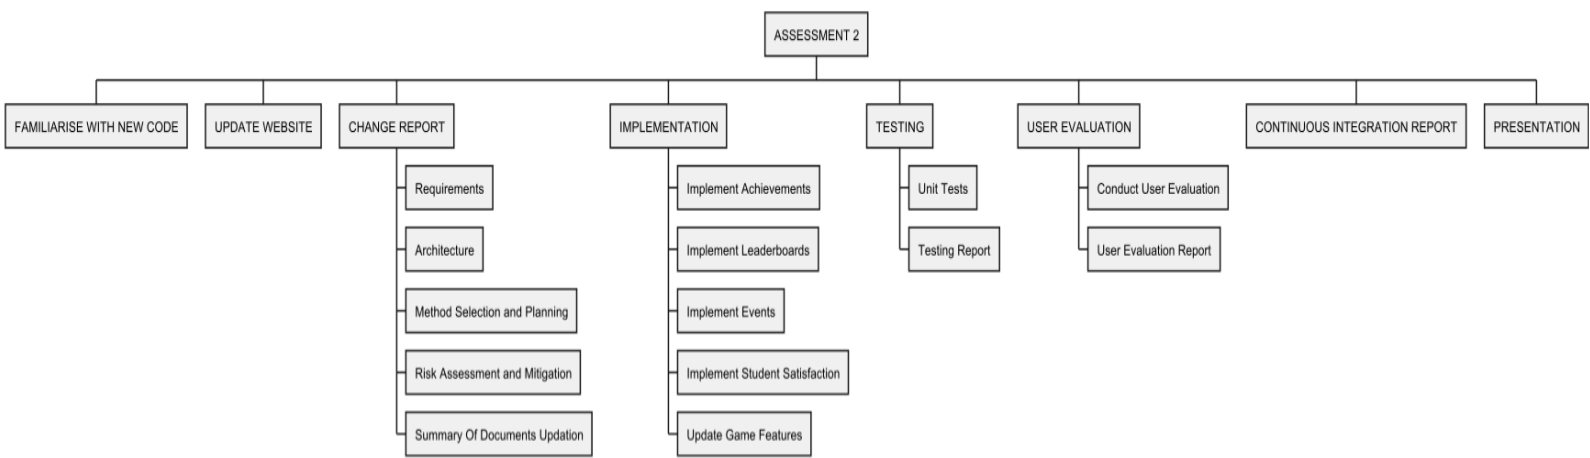 ASSESSMENT 2
FAMILIARISE WITH NEW CODE
UPDATE WEBSITE
CHANGE REPORT
IMPLEMENTATION
TESTING
USER EVALUATION
CONTINUOUS INTEGRATION REPORT
PRESENTATION
Requirements
Architecture
Method Selection and Planning
Risk Assessment and Mitigation
Summary Of Documents Updation
Implement Achievements
Implement Leaderboards
Implement Events
Implement Student Satisfaction
Update Game Features
Unit Tests
Testing Report
Conduct User Evaluation
User Evaluation Report